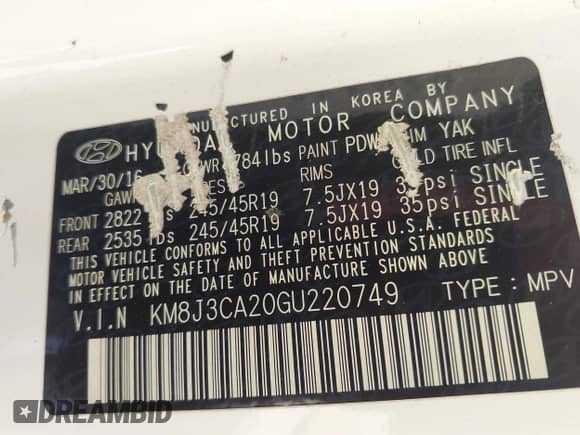 MANUFACTURED IN KOREA BY
HYUNDAI MOTOR COMPANY
MAR/30/16 GVWR 4784lbs PAINT PDW TRIM YAK
GAWR RIMS COLD TIRE INFL
FRONT 2822 lbs 245/45R19 7.5JX19 35psi SINGLE
REAR 2535 lbs 245/45R19 7.5JX19 35psi SINGLE
THIS VEHICLE CONFORMS TO ALL APPLICABLE U.S.A. FEDERAL
MOTOR VEHICLE SAFETY AND THEFT PREVENTION STANDARDS
IN EFFECT ON THE DATE OF MANUFACTURE SHOWN ABOVE
V.I.N KM8J3CA20GU220749 TYPE : MPV
DREAMBID